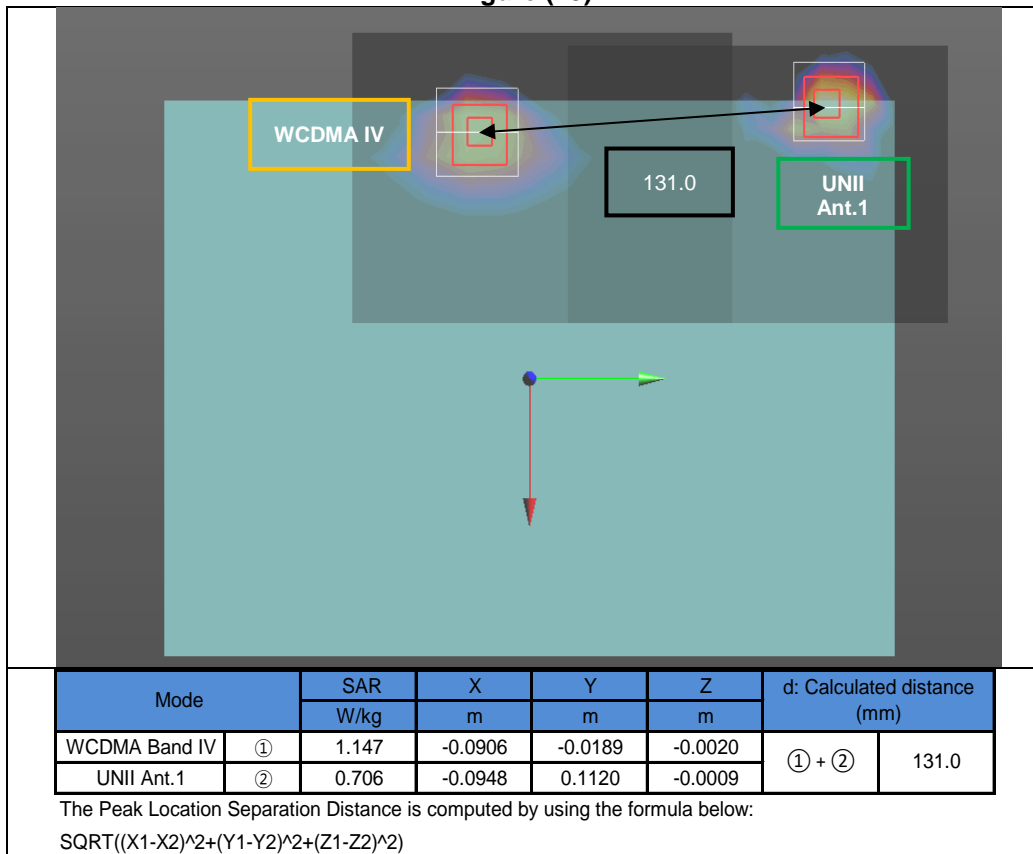 WCDMA IV
131.0
UNII
Ant.1
Mode SAR X Y Z d: Calculated distance
W/kg m m m (mm)
WCDMA Band IV ① 1.147 -0.0906 -0.0189 -0.0020 ① + ② 131.0
UNII Ant.1 ② 0.706 -0.0948 0.1120 -0.0009
The Peak Location Separation Distance is computed by using the formula below:
SQRT((X1-X2)^2+(Y1-Y2)^2+(Z1-Z2)^2)